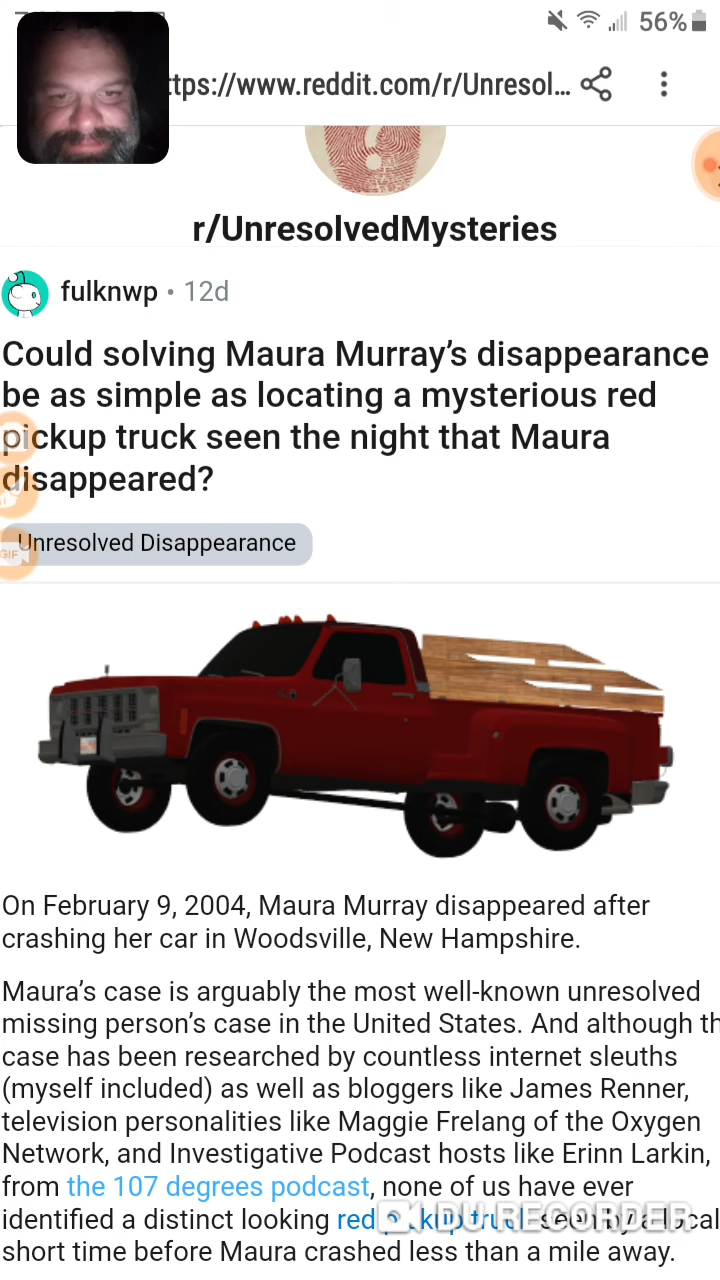 56%
ttps://www.reddit.com/r/Unresol...
r/UnresolvedMysteries
fulknwp • 12d
Could solving Maura Murray's disappearance
be as simple as locating a mysterious red
pickup truck seen the night that Maura
disappeared?
Unresolved Disappearance
GIF
On February 9, 2004, Maura Murray disappeared after
crashing her car in Woodsville, New Hampshire.
Maura's case is arguably the most well-known unresolved
missing person's case in the United States. And although th
case has been researched by countless internet sleuths
(myself included) as well as bloggers like James Renner,
television personalities like Maggie Frelang of the Oxygen
Network, and Investigative Podcast hosts like Erinn Larkin,
from the 107 degrees podcast, none of us have ever
identified a distinct looking red pickup truck seen by a local
DU RECORDER
short time before Maura crashed less than a mile away.